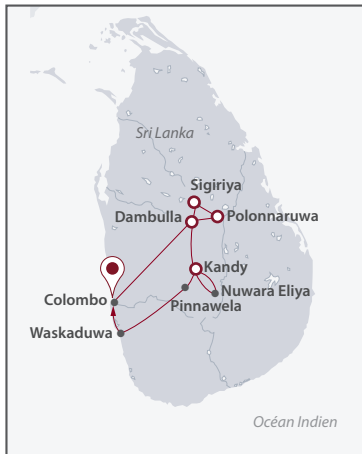 Sri Lanka
Sigiriya
Dambulla
Polonnaruwa
Kandy
Nuwara Eliya
Pinnawela
Colombo
Waskaduwa
Océan Indien